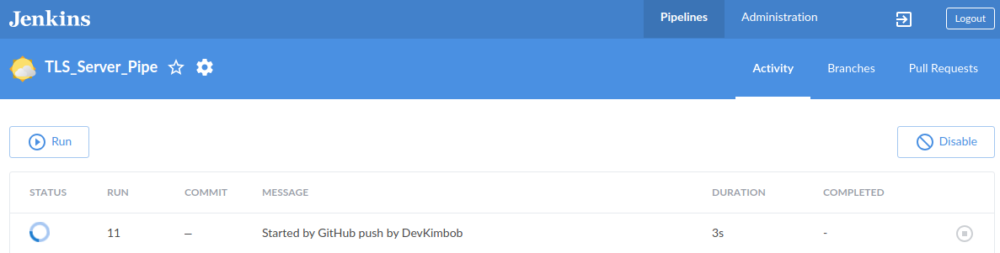 Jenkins Pipelines Administration Logout
TLS_Server_Pipe Activity Branches Pull Requests
Run Disable
STATUS RUN COMMIT MESSAGE DURATION COMPLETED
11 — Started by GitHub push by DevKimbob 3s -